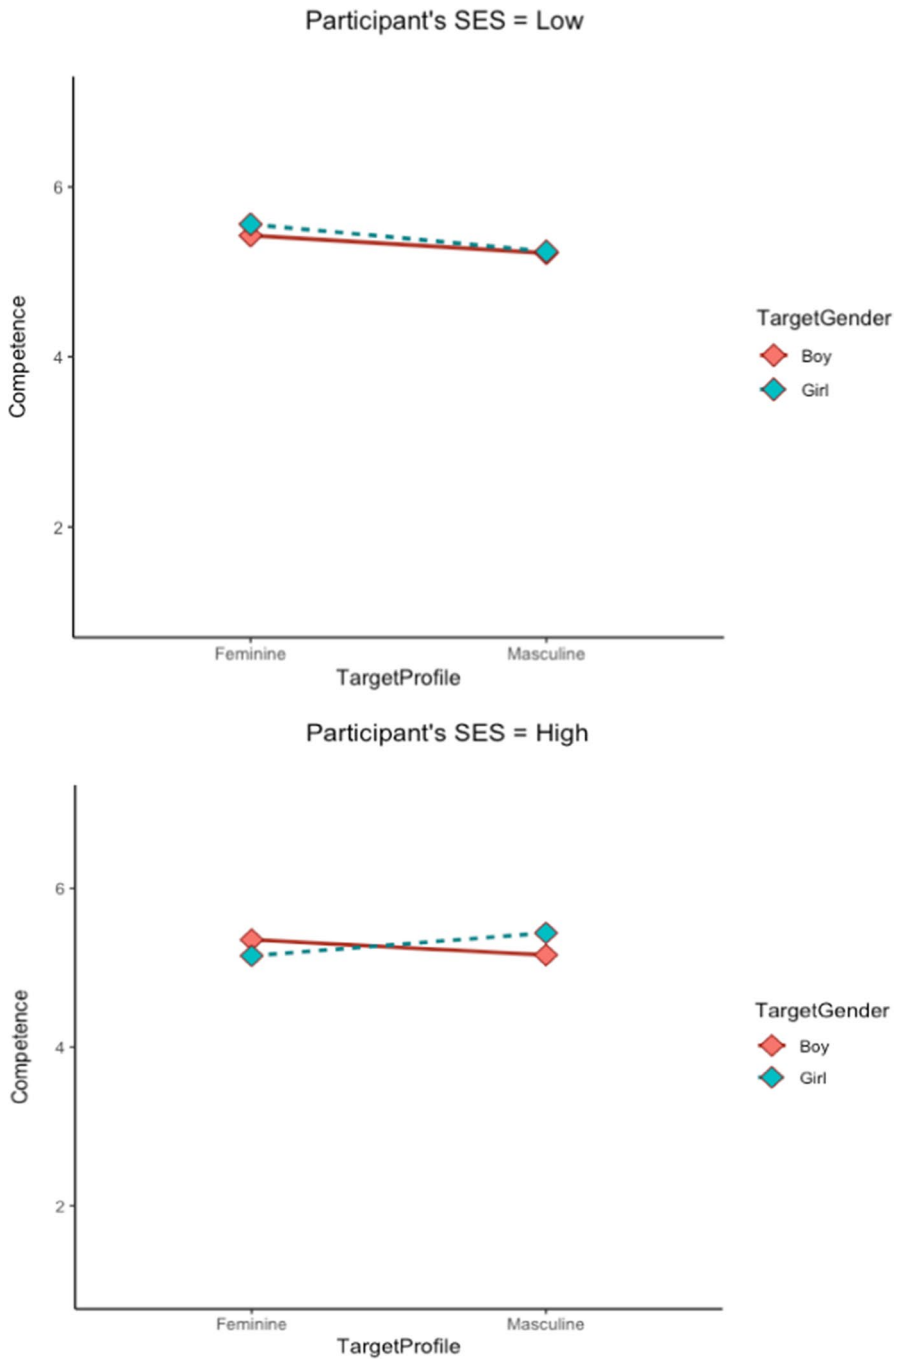 Participant's SES = Low
6
4
2
Competence
Feminine Masculine
TargetProfile
TargetGender
Boy
Girl
Participant's SES = High
6
4
2
Competence
Feminine Masculine
TargetProfile
TargetGender
Boy
Girl